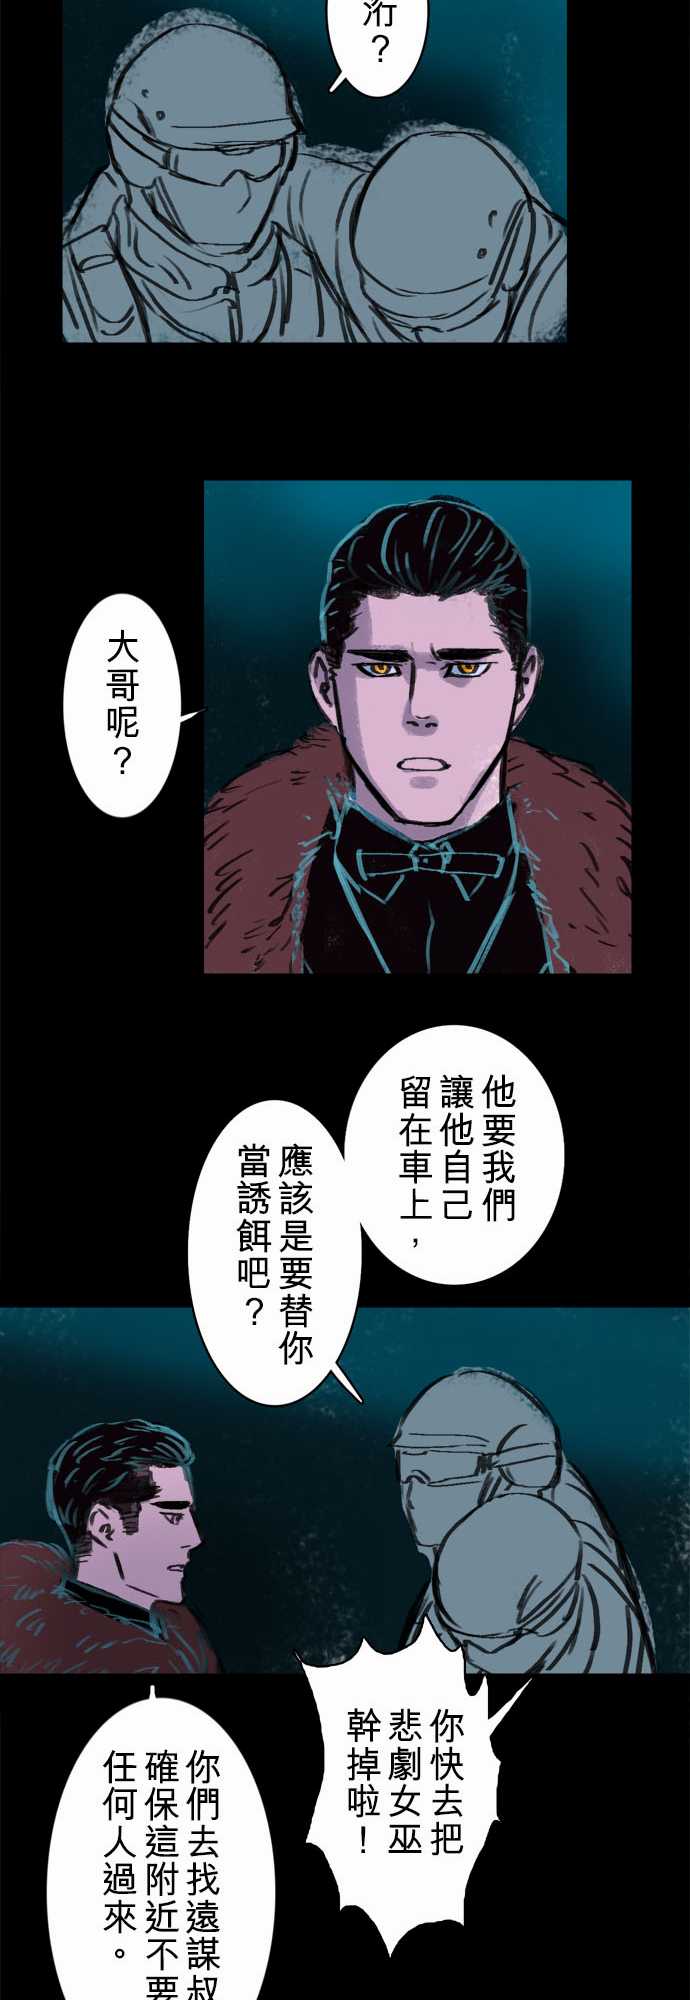 洐？
大哥呢？
他要我們
讓他自己
留在車上，
應該是要替你
當誘餌吧？
你快去把
悲劇女巫
幹掉啦！
你們去找遠謀叔
確保這附近不要
任何人過來。